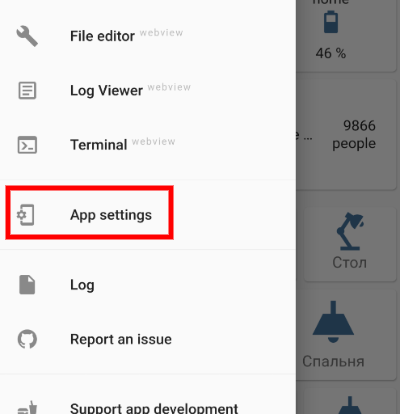 home
46 %
File editor webview
Log Viewer webview
Terminal webview
e ...
9866
people
App settings
Стол
Log
Report an issue
Спальня
Support app development